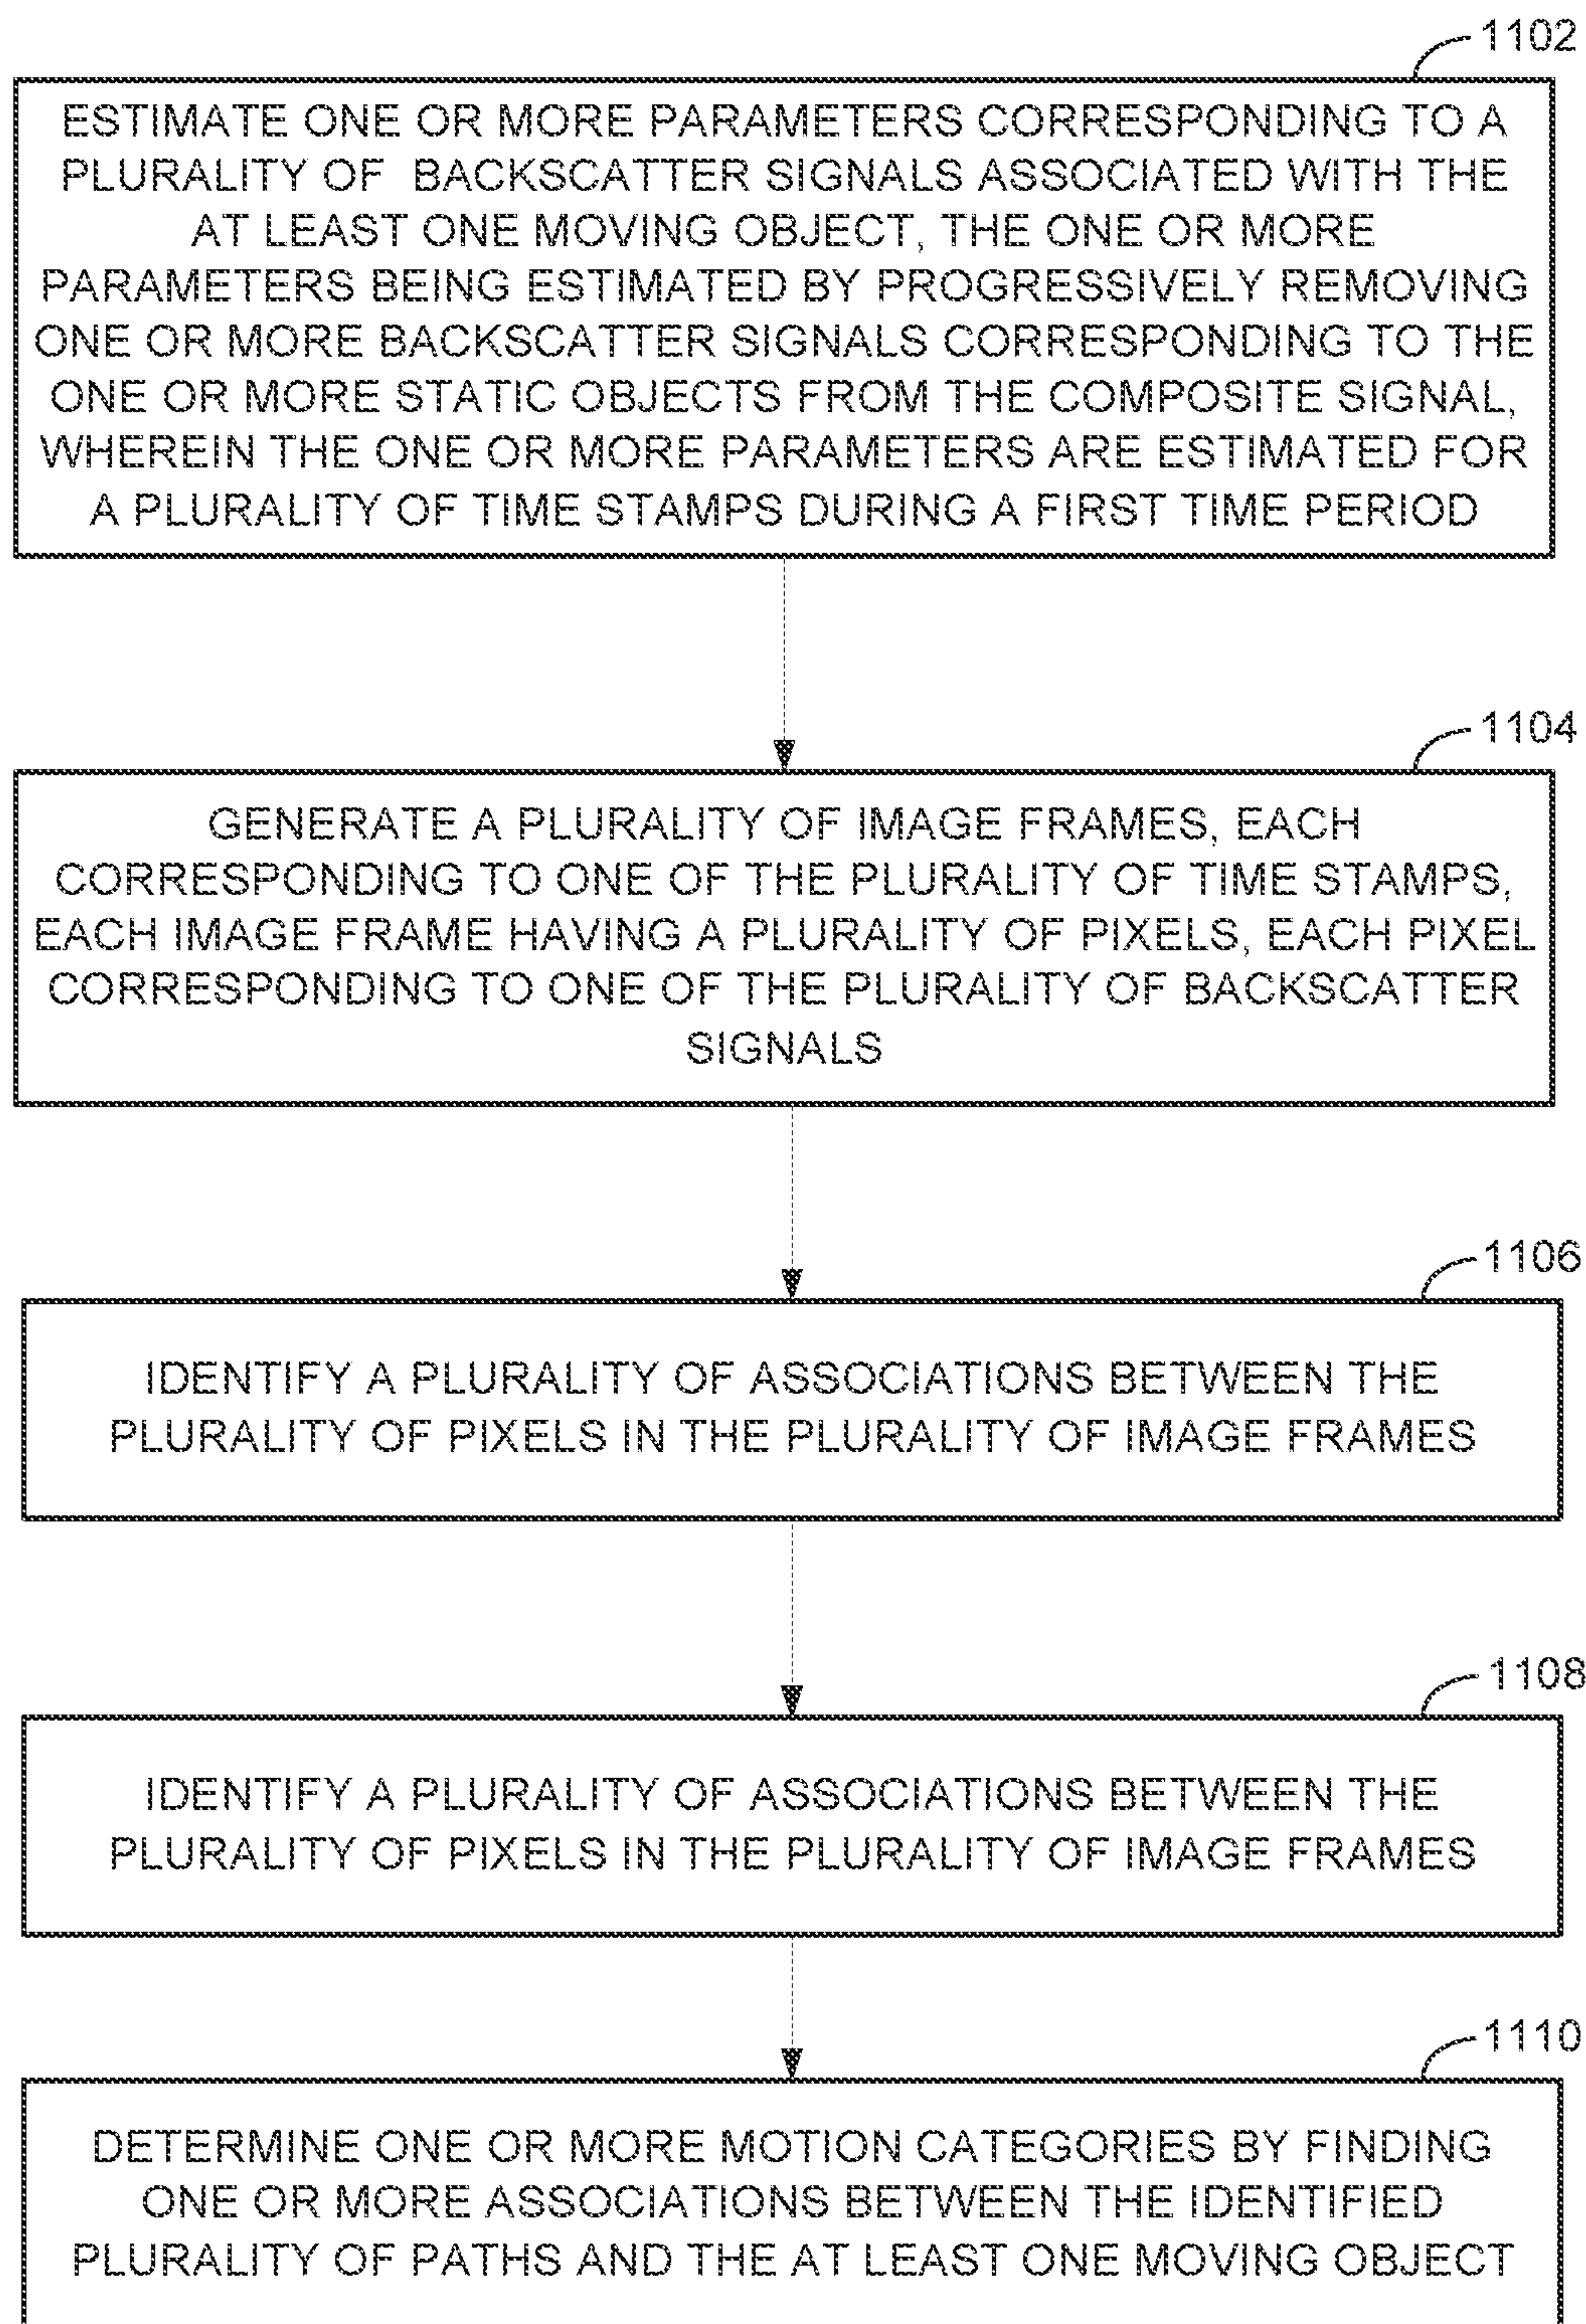 1102
ESTIMATE ONE OR MORE PARAMETERS CORRESPONDING TO A
PLURALITY OF BACKSCATTER SIGNALS ASSOCIATED WITH THE
AT LEAST ONE MOVING OBJECT, THE ONE OR MORE
PARAMETERS BEING ESTIMATED BY PROGRESSIVELY REMOVING
ONE OR MORE BACKSCATTER SIGNALS CORRESPONDING TO THE
ONE OR MORE STATIC OBJECTS FROM THE COMPOSITE SIGNAL,
WHEREIN THE ONE OR MORE PARAMETERS ARE ESTIMATED FOR
A PLURALITY OF TIME STAMPS DURING A FIRST TIME PERIOD
1104
GENERATE A PLURALITY OF IMAGE FRAMES, EACH
CORRESPONDING TO ONE OF THE PLURALITY OF TIME STAMPS,
EACH IMAGE FRAME HAVING A PLURALITY OF PIXELS, EACH PIXEL
CORRESPONDING TO ONE OF THE PLURALITY OF BACKSCATTER
SIGNALS
1106
IDENTIFY A PLURALITY OF ASSOCIATIONS BETWEEN THE
PLURALITY OF PIXELS IN THE PLURALITY OF IMAGE FRAMES
1108
IDENTIFY A PLURALITY OF ASSOCIATIONS BETWEEN THE
PLURALITY OF PIXELS IN THE PLURALITY OF IMAGE FRAMES
1110
DETERMINE ONE OR MORE MOTION CATEGORIES BY FINDING
ONE OR MORE ASSOCIATIONS BETWEEN THE IDENTIFIED
PLURALITY OF PATHS AND THE AT LEAST ONE MOVING OBJECT